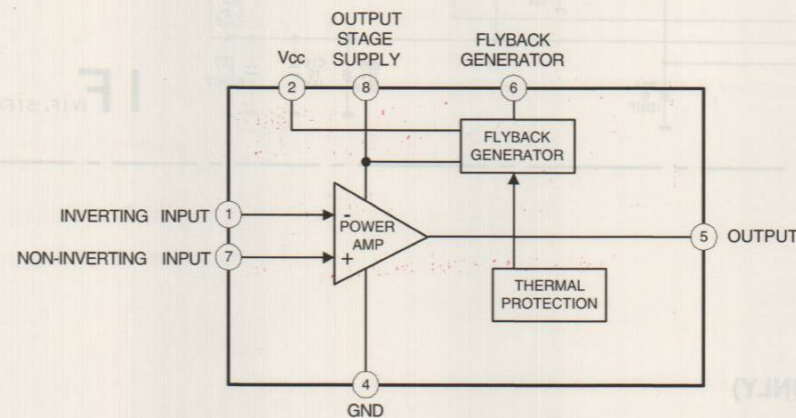 OUTPUT
STAGE
SUPPLY
FLYBACK
GENERATOR
Vcc
2
8
6
FLYBACK
GENERATOR
INVERTING INPUT
1
-
POWER
AMP
+
NON-INVERTING INPUT
7
5
OUTPUT
THERMAL
PROTECTION
4
GND
IF